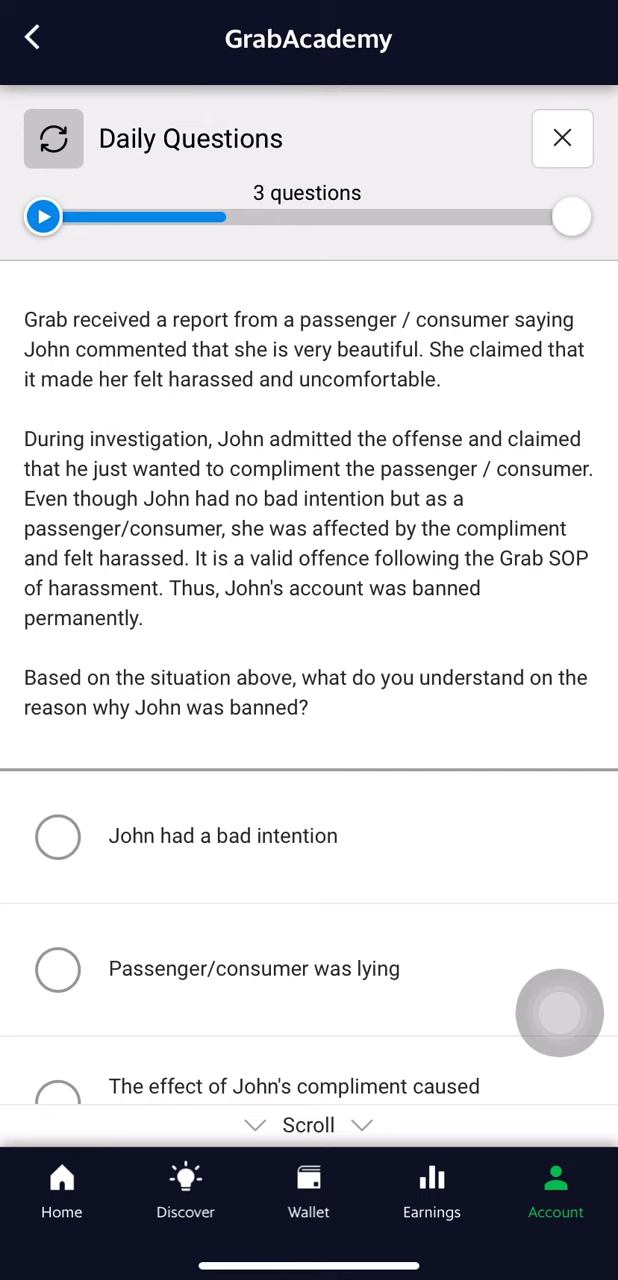 GrabAcademy
Daily Questions
3 questions
Grab received a report from a passenger / consumer saying
John commented that she is very beautiful. She claimed that
it made her felt harassed and uncomfortable.
During investigation, John admitted the offense and claimed
that he just wanted to compliment the passenger / consumer.
Even though John had no bad intention but as a
passenger/consumer, she was affected by the compliment
and felt harassed. It is a valid offence following the Grab SOP
of harassment. Thus, John's account was banned
permanently.
Based on the situation above, what do you understand on the
reason why John was banned?
John had a bad intention
Passenger/consumer was lying
The effect of John's compliment caused
Scroll
Home
Discover
Wallet
Earnings
Account